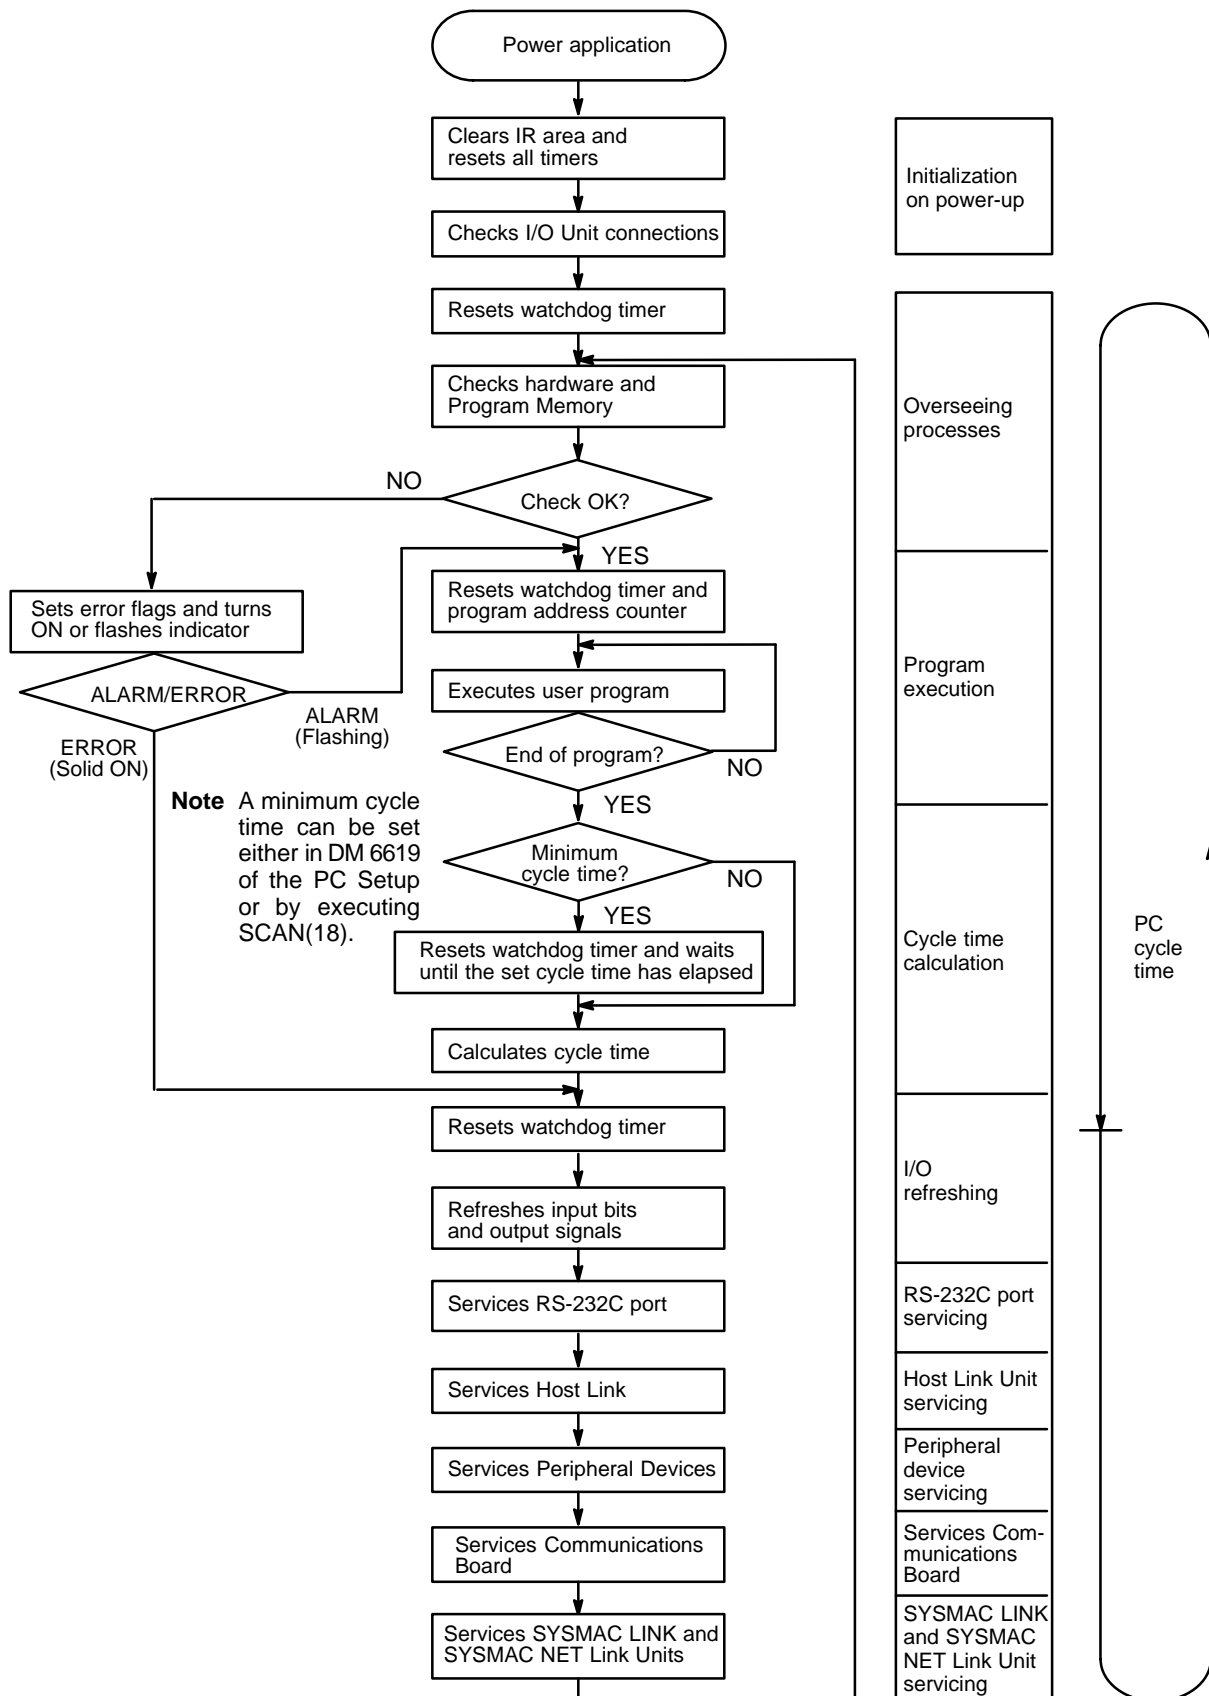 Power application
Clears IR area and
resets all timers
Initialization
on power-up
Checks I/O Unit connections
Resets watchdog timer
Checks hardware and
Program Memory
Overseeing
processes
NO
Check OK?
YES
Sets error flags and turns
ON or flashes indicator
Resets watchdog timer and
program address counter
Program
execution
ALARM/ERROR
Executes user program
ALARM
(Flashing)
ERROR
(Solid ON)
End of program?
NO
YES
Note A minimum cycle
time can be set
either in DM 6619
of the PC Setup
or by executing
SCAN(18).
Minimum
cycle time?
NO
YES
Resets watchdog timer and waits
until the set cycle time has elapsed
Cycle time
calculation
PC
cycle
time
Calculates cycle time
Resets watchdog timer
I/O
refreshing
Refreshes input bits
and output signals
Services RS-232C port
RS-232C port
servicing
Services Host Link
Host Link Unit
servicing
Services Peripheral Devices
Peripheral
device
servicing
Services Communications
Board
Services Com-
munications
Board
Services SYSMAC LINK and
SYSMAC NET Link Units
SYSMAC LINK
and SYSMAC
NET Link Unit
servicing